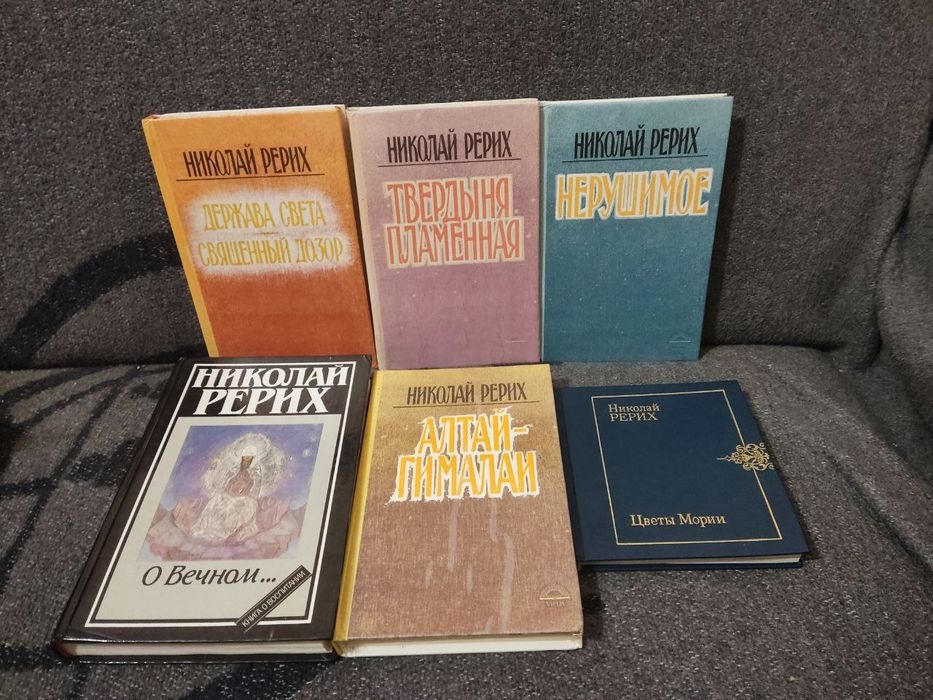 НИКОЛАЙ РЕРИХ
ДЕРЖАВА СВЕТА
СВЯЩЕННЫЙ ДОЗОР
НИКОЛАЙ РЕРИХ
ТВЕРДЫНЯ
ПЛАМЕННАЯ
НИКОЛАЙ РЕРИХ
НЕРУШИМОЕ
НИКОЛАЙ
РЕРИХ
О Вечном...
КНИГА О ВОСПИТАНИИ
НИКОЛАЙ РЕРИХ
АЛТАЙ-
ГИМАЛАИ
Николай
РЕРИХ
Цветы Мории